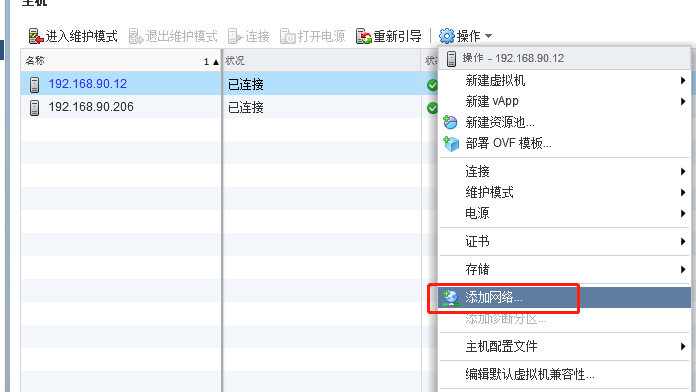 主机
进入维护模式 退出维护模式 连接 打开电源 重新引导 操作
名称 1 ▲ 状况
192.168.90.12 已连接
192.168.90.206 已连接
操作 - 192.168.90.12
新建虚拟机
新建 vApp
新建资源池...
部署 OVF 模板...
连接
维护模式
电源
证书
存储
添加网络...
添加诊断分区...
主机配置文件
编辑默认虚拟机兼容性...